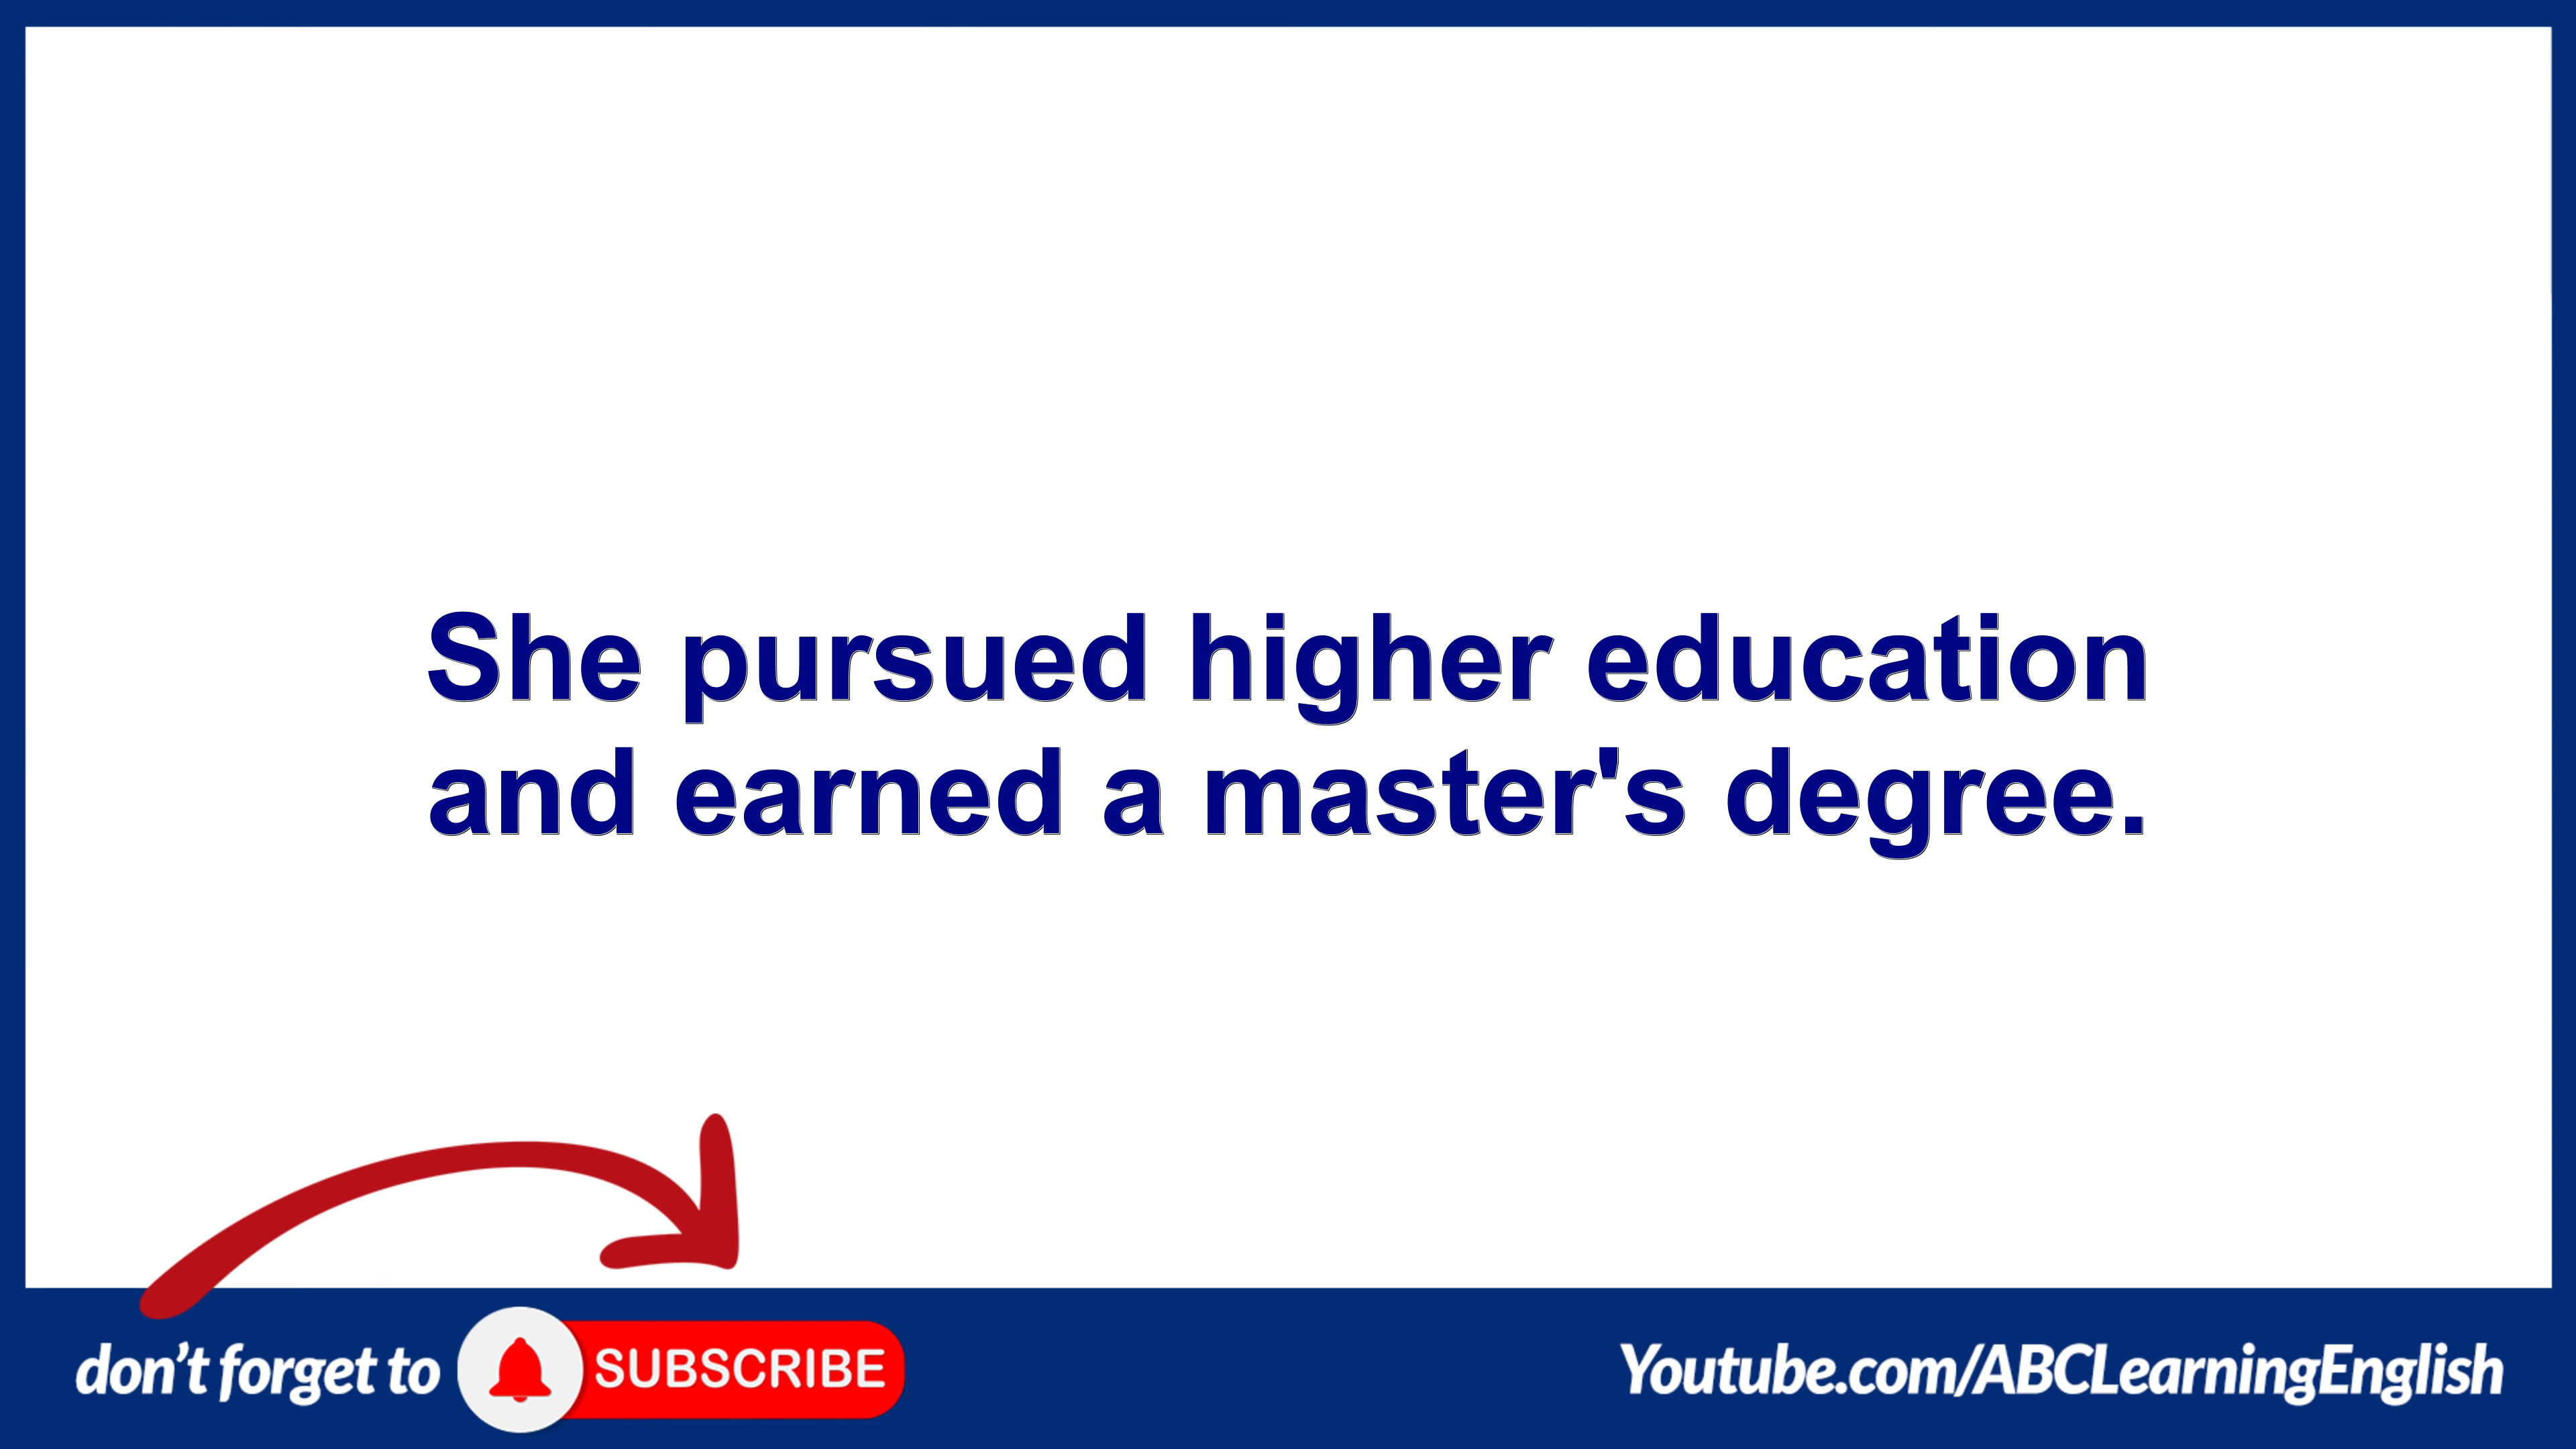 She pursued higher education
and earned a master's degree.
don't forget to SUBSCRIBE
Youtube.com/ABCLearningEnglish